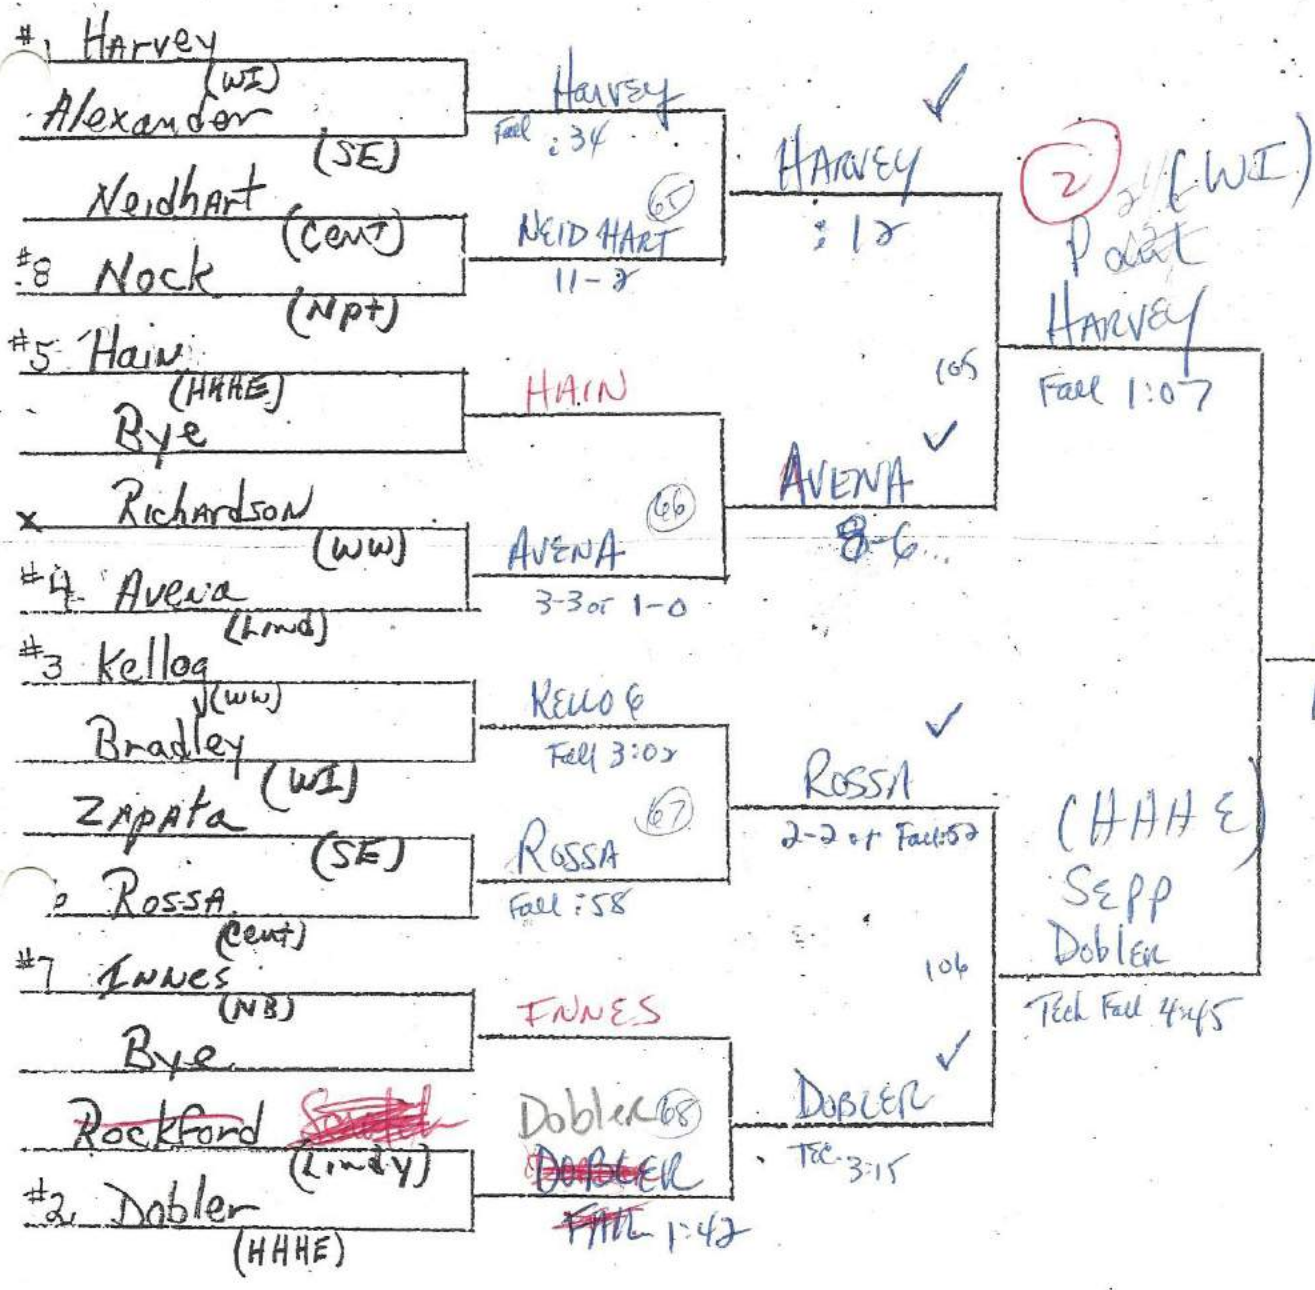 #1 Harvey
(WI)
Alexander
(SE)
Neidhart
(Cent)
#8 Nock
(Npt)
#5 Hain
(HHHE)
Bye
x Richardson
(WW)
#4 Avena
(Lind)
#3 Kellog
(WW)
Bradley
(WI)
Zapata
(SE)
Rossa
(Cent)
#7 Innes
(NB)
Bye
Rockford
(Lindy)
#2 Dobler
(HHHE)
Harvey
Fall :34
65
NEIDHART
11-2
HAIN
66
AVENA
3-3 or 1-0
KELLOG
Fall 3:02
67
ROSSA
Fall :58
INNES
Dobler 68
DOBLER
FALL 1:42
HARVEY
:12
105
AVENA
8-6
ROSSA
2-2 or Fall :52
106
DOBLER
TEC 3:15
2 (WI)
HARVEY
Fall 1:07
(HHHE)
SEPP
Dobler
Tech Fall 4:45